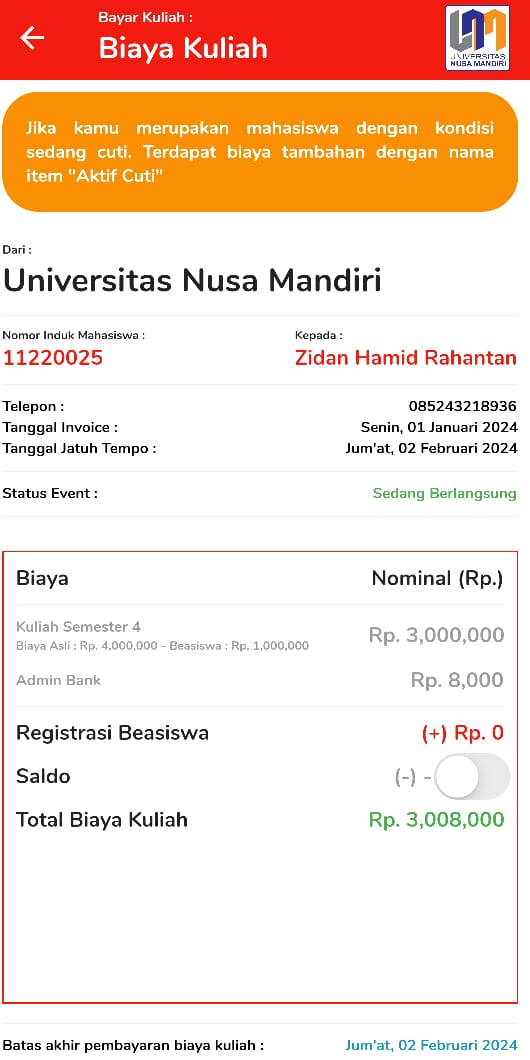 Bayar Kuliah :
Biaya Kuliah
UNIVERSITAS
NUSA MANDIRI
Jika kamu merupakan mahasiswa dengan kondisi
sedang cuti. Terdapat biaya tambahan dengan nama
item "Aktif Cuti"
Dari :
Universitas Nusa Mandiri
Nomor Induk Mahasiswa : Kepada :
11220025 Zidan Hamid Rahantan
Telepon : 085243218936
Tanggal Invoice : Senin, 01 Januari 2024
Tanggal Jatuh Tempo : Jum'at, 02 Februari 2024
Status Event : Sedang Berlangsung
Biaya Nominal (Rp.)
Kuliah Semester 4 Rp. 3,000,000
Biaya Asli : Rp. 4,000,000 - Beasiswa : Rp. 1,000,000
Admin Bank Rp. 8,000
Registrasi Beasiswa (+) Rp. 0
Saldo (-) -
Total Biaya Kuliah Rp. 3,008,000
Batas akhir pembayaran biaya kuliah : Jum'at, 02 Februari 2024